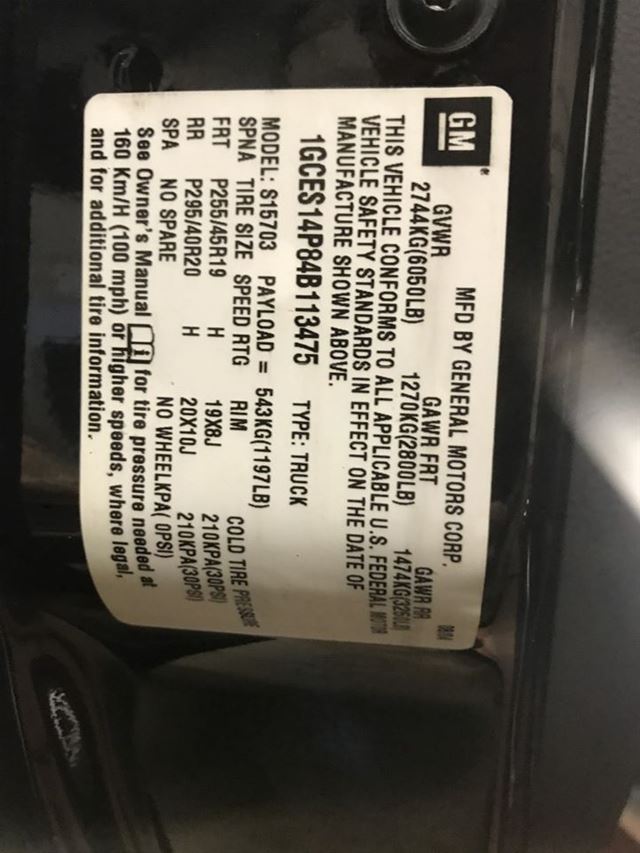 GM
MFD BY GENERAL MOTORS CORP.
GVWR GAWR FRT GAWR RR
2744KG(6050LB) 1270KG(2800LB) 1474KG(3250LB)
THIS VEHICLE CONFORMS TO ALL APPLICABLE U.S. FEDERAL MOTOR
VEHICLE SAFETY STANDARDS IN EFFECT ON THE DATE OF
MANUFACTURE SHOWN ABOVE.
1GCES14P84B113475 TYPE: TRUCK
MODEL: S15703 PAYLOAD = 543KG(1197LB)
SPNA TIRE SIZE SPEED RTG RIM COLD TIRE PRESSURE
FRT P255/45R19 H 19X8J 210KPA(30PSI)
RR P295/40R20 H 20X10J 210KPA(30PSI)
SPA NO SPARE NO WHEELKPA( 0PSI)
See Owner's Manual for tire pressure needed at
160 Km/H (100 mph) or higher speeds, where legal,
and for additional tire information.